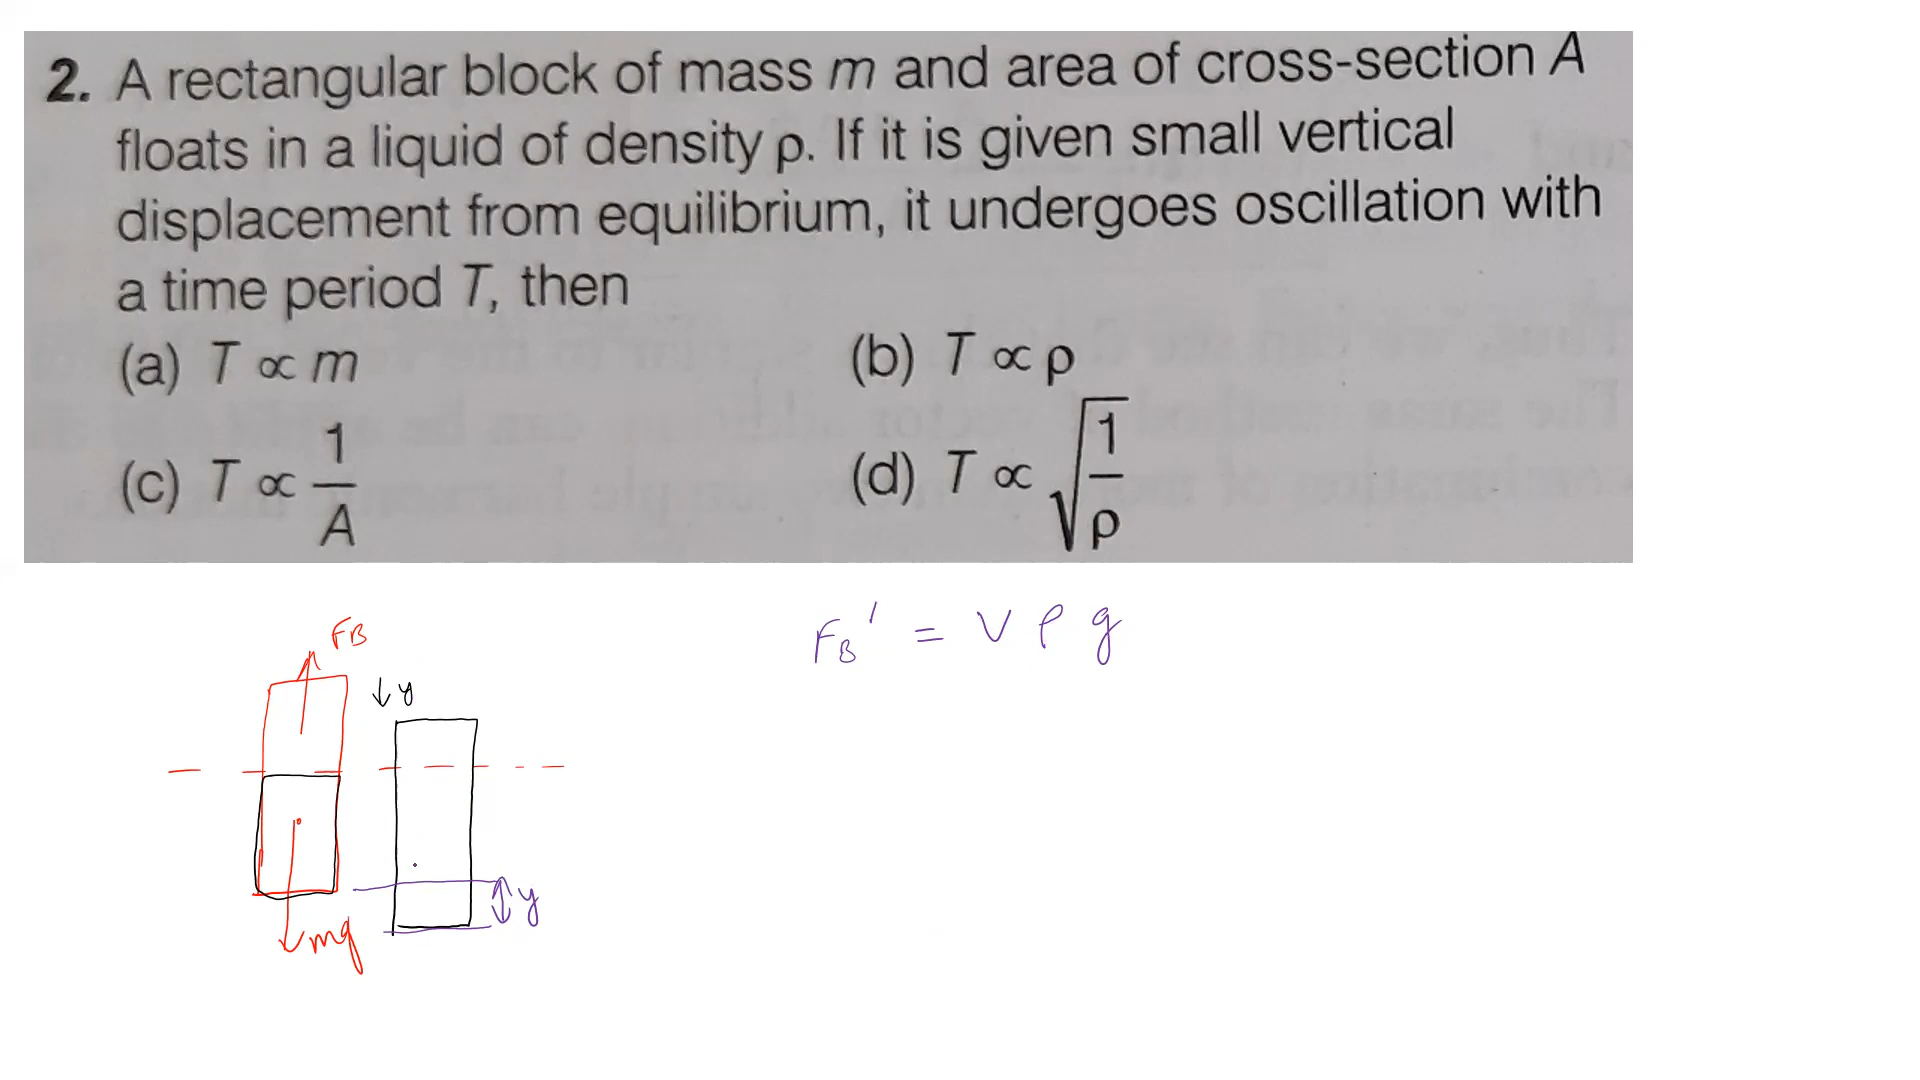 2. A rectangular block of mass m and area of cross-section A
floats in a liquid of density ρ. If it is given small vertical
displacement from equilibrium, it undergoes oscillation with
a time period T, then
(a) T ∝ m (b) T ∝ ρ
(c) T ∝ 1/A (d) T ∝ √(1/ρ)
FB
↓y
FB' = V ρ g
y
mg